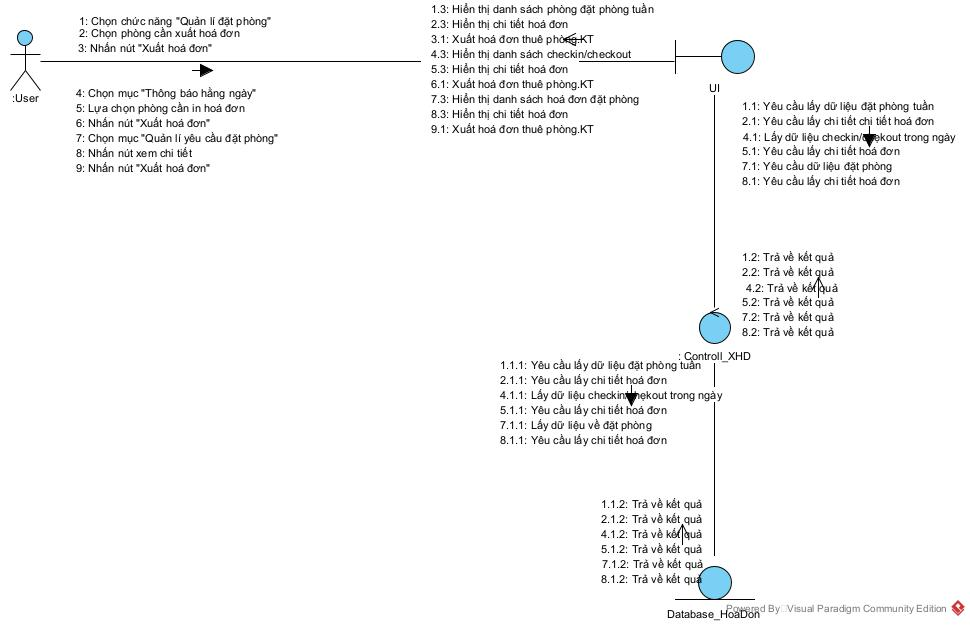 1: Chọn chức năng "Quản lí đặt phòng"
2: Chọn phòng cần xuất hoá đơn
3: Nhấn nút "Xuất hoá đơn"
:User
4: Chọn mục "Thông báo hằng ngày"
5: Lựa chọn phòng cần in hoá đơn
6: Nhấn nút "Xuất hoá đơn"
7: Chọn mục "Quản lí yêu cầu đặt phòng"
8: Nhấn nút xem chi tiết
9: Nhấn nút "Xuất hoá đơn"
1.3: Hiển thị danh sách phòng đặt phòng tuần
2.3: Hiển thị chi tiết hoá đơn
3.1: Xuất hoá đơn thuê phòng.KT
4.3: Hiển thị danh sách checkin/checkout
5.3: Hiển thị chi tiết hoá đơn
6.1: Xuất hoá đơn thuê phòng.KT
7.3: Hiển thị danh sách hoá đơn đặt phòng
8.3: Hiển thị chi tiết hoá đơn
9.1: Xuất hoá đơn thuê phòng.KT
UI
1.1: Yêu cầu lấy dữ liệu đặt phòng tuần
2.1: Yêu cầu lấy chi tiết chi tiết hoá đơn
4.1: Lấy dữ liệu checkin/chekout trong ngày
5.1: Yêu cầu lấy chi tiết hoá đơn
7.1: Yêu cầu dữ liệu đặt phòng
8.1: Yêu cầu lấy chi tiết hoá đơn
1.2: Trả về kết quả
2.2: Trả về kết quả
4.2: Trả về kết quả
5.2: Trả về kết quả
7.2: Trả về kết quả
8.2: Trả về kết quả
: Controll_XHD
1.1.1: Yêu cầu lấy dữ liệu đặt phòng tuần
2.1.1: Yêu cầu lấy chi tiết hoá đơn
4.1.1: Lấy dữ liệu checkin/chekout trong ngày
5.1.1: Yêu cầu lấy chi tiết hoá đơn
7.1.1: Lấy dữ liệu về đặt phòng
8.1.1: Yêu cầu lấy chi tiết hoá đơn
1.1.2: Trả về kết quả
2.1.2: Trả về kết quả
4.1.2: Trả về kết quả
5.1.2: Trả về kết quả
7.1.2: Trả về kết quả
8.1.2: Trả về kết quả
Database_HoaDon
Powered By Visual Paradigm Community Edition